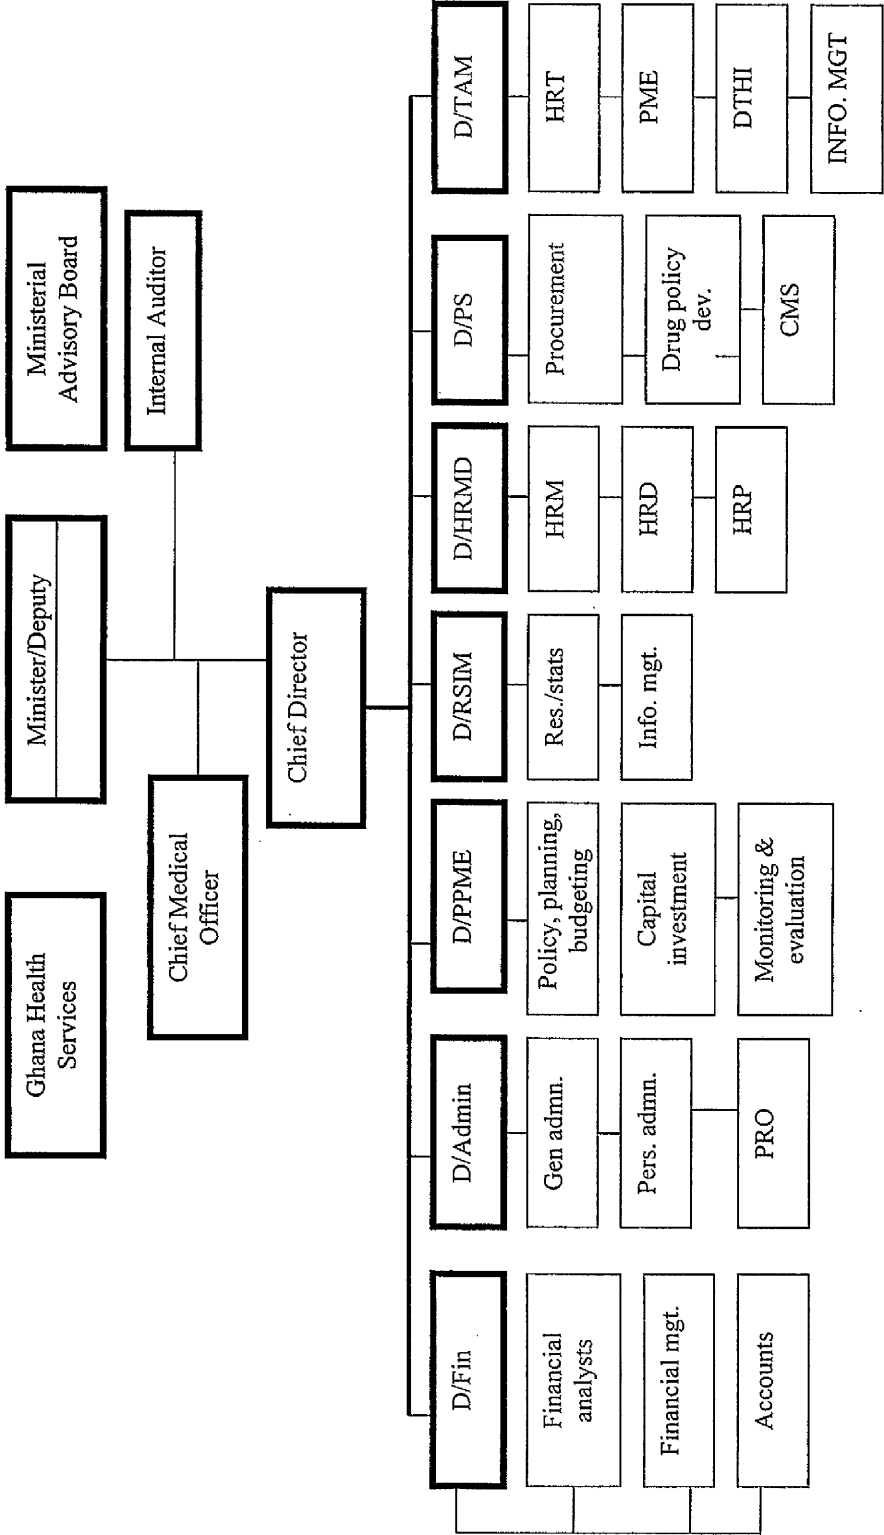 Ghana Health
Services
Minister/Deputy
Ministerial
Advisory Board
Chief Medical
Officer
Internal Auditor
Chief Director
D/Fin
Financial
analysts
Financial mgt.
Accounts
D/Admin
Gen admn.
Pers. admn.
PRO
D/PPME
Policy, planning,
budgeting
Capital
investment
Monitoring &
evaluation
D/RSIM
Res./stats
Info. mgt.
D/HRMD
HRM
HRD
HRP
D/PS
Procurement
Drug policy
dev.
CMS
D/TAM
HRT
PME
DTHI
INFO. MGT